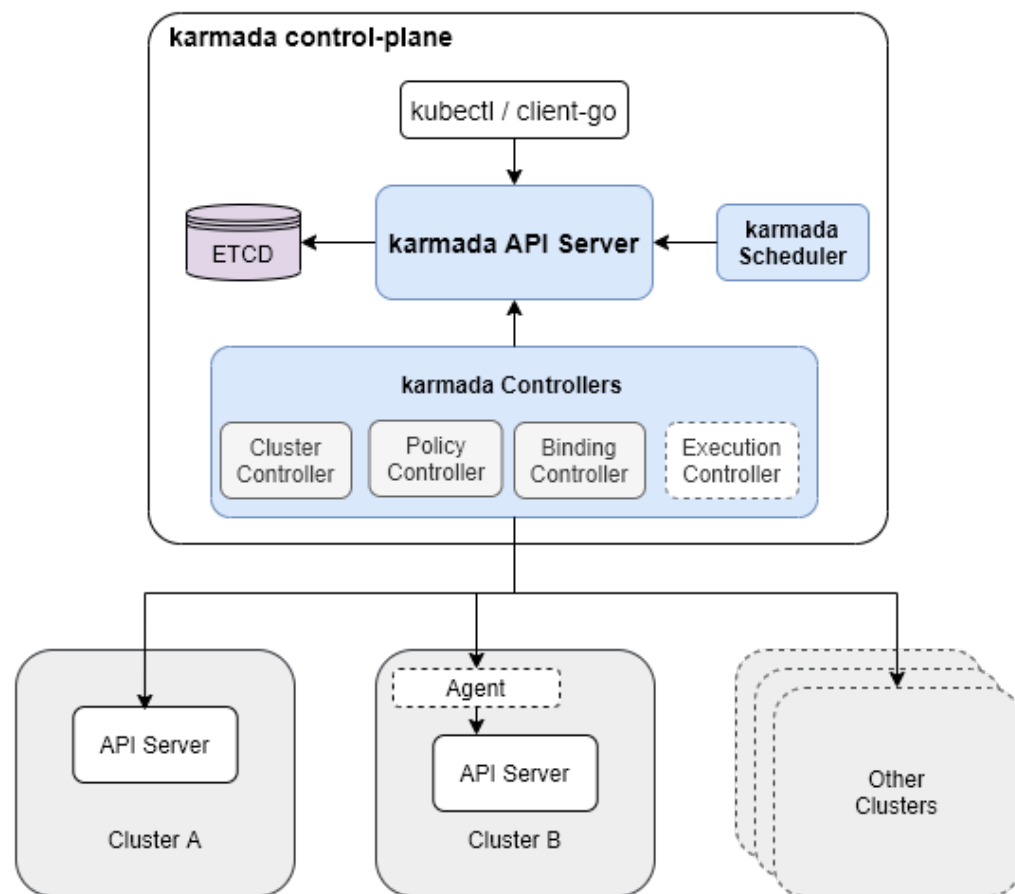 karmada control-plane
kubectl / client-go
ETCD
karmada API Server
karmada
Scheduler
karmada Controllers
Cluster
Controller
Policy
Controller
Binding
Controller
Execution
Controller
API Server
Cluster A
Agent
API Server
Cluster B
Other
Clusters